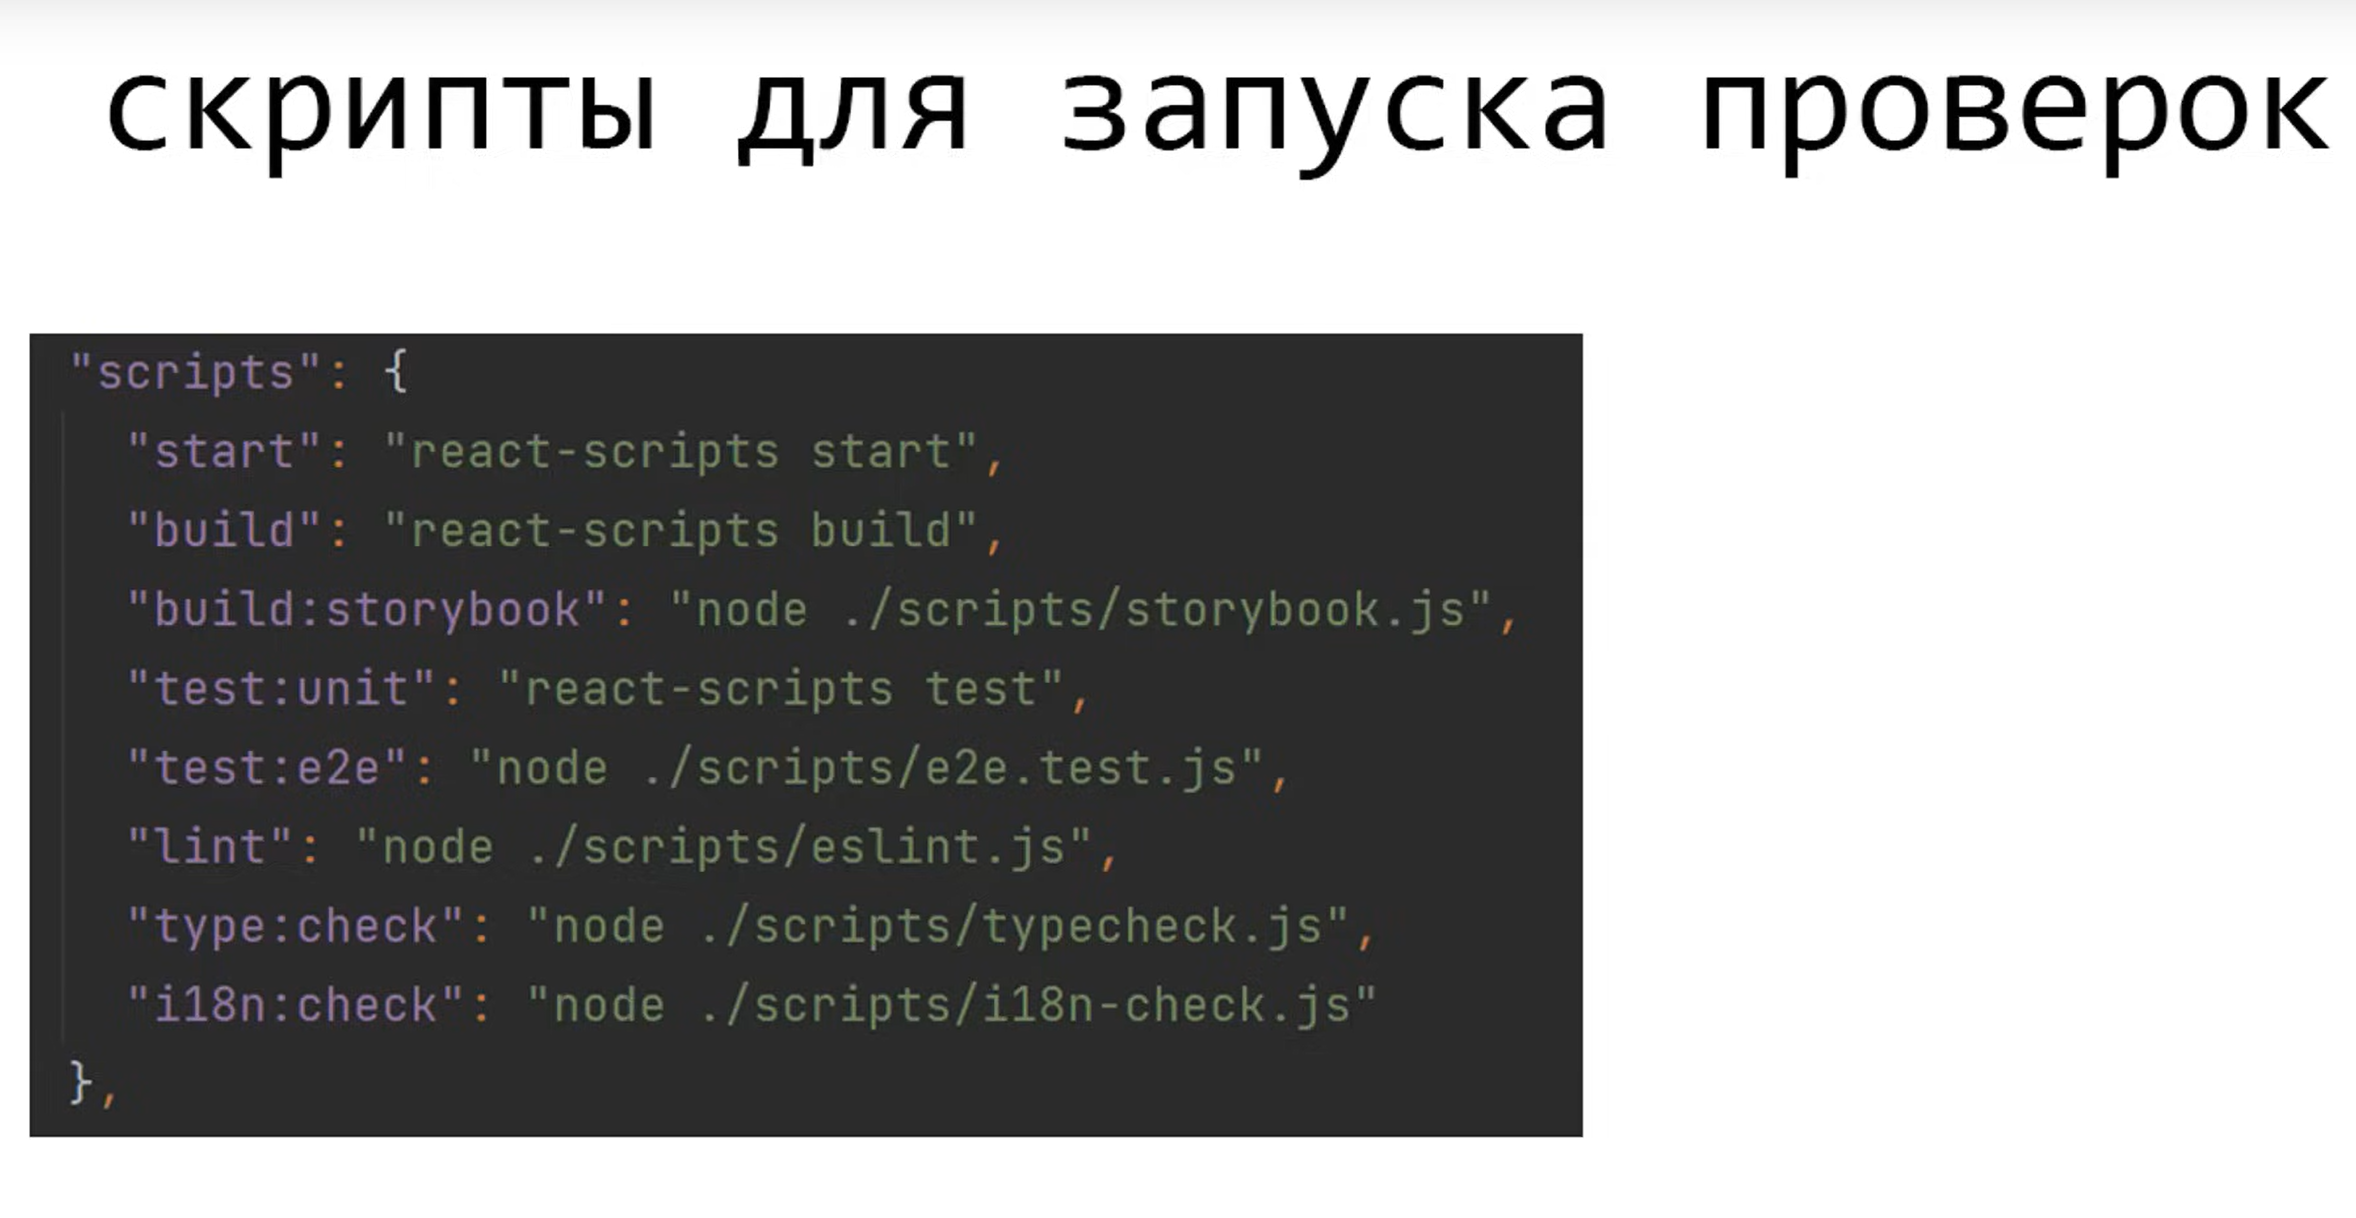 скрипты для запуска проверок
"scripts": {
"start": "react-scripts start",
"build": "react-scripts build",
"build:storybook": "node ./scripts/storybook.js",
"test:unit": "react-scripts test",
"test:e2e": "node ./scripts/e2e.test.js",
"lint": "node ./scripts/eslint.js",
"type:check": "node ./scripts/typecheck.js",
"i18n:check": "node ./scripts/i18n-check.js"
},